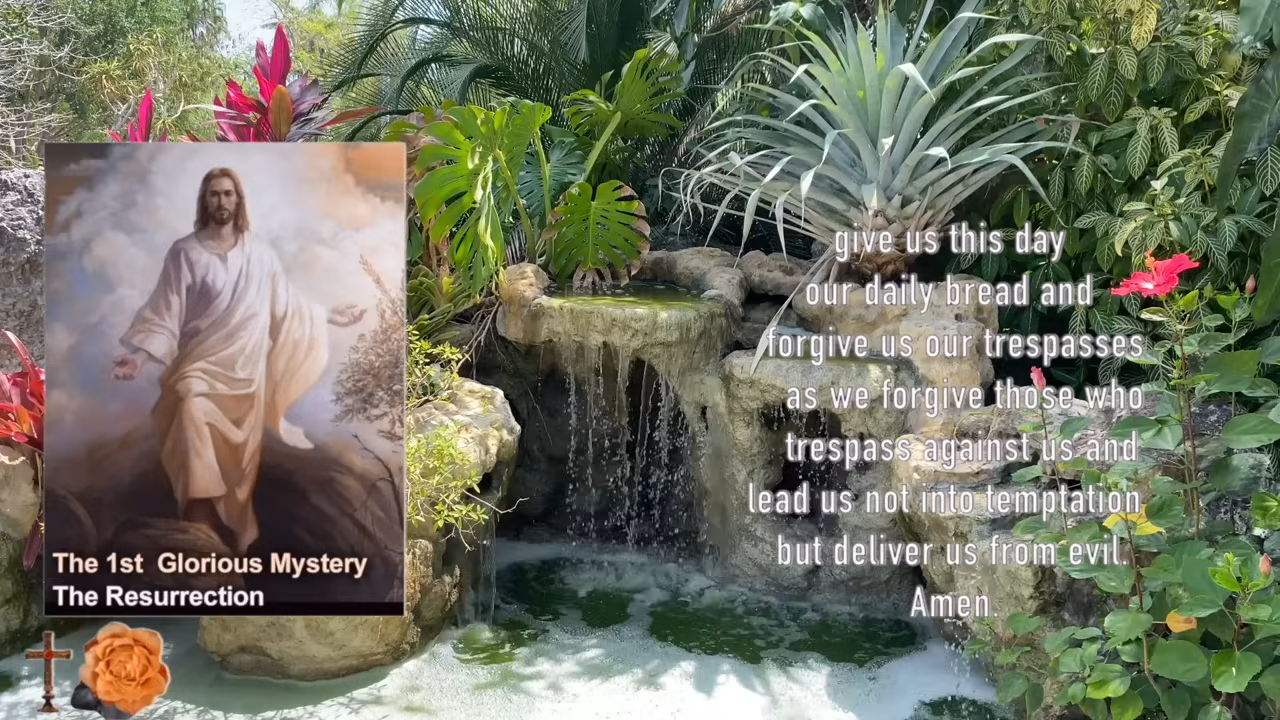 The 1st Glorious Mystery
The Resurrection
give us this day
our daily bread and
forgive us our trespasses
as we forgive those who
trespass against us and
lead us not into temptation
but deliver us from evil.
Amen.